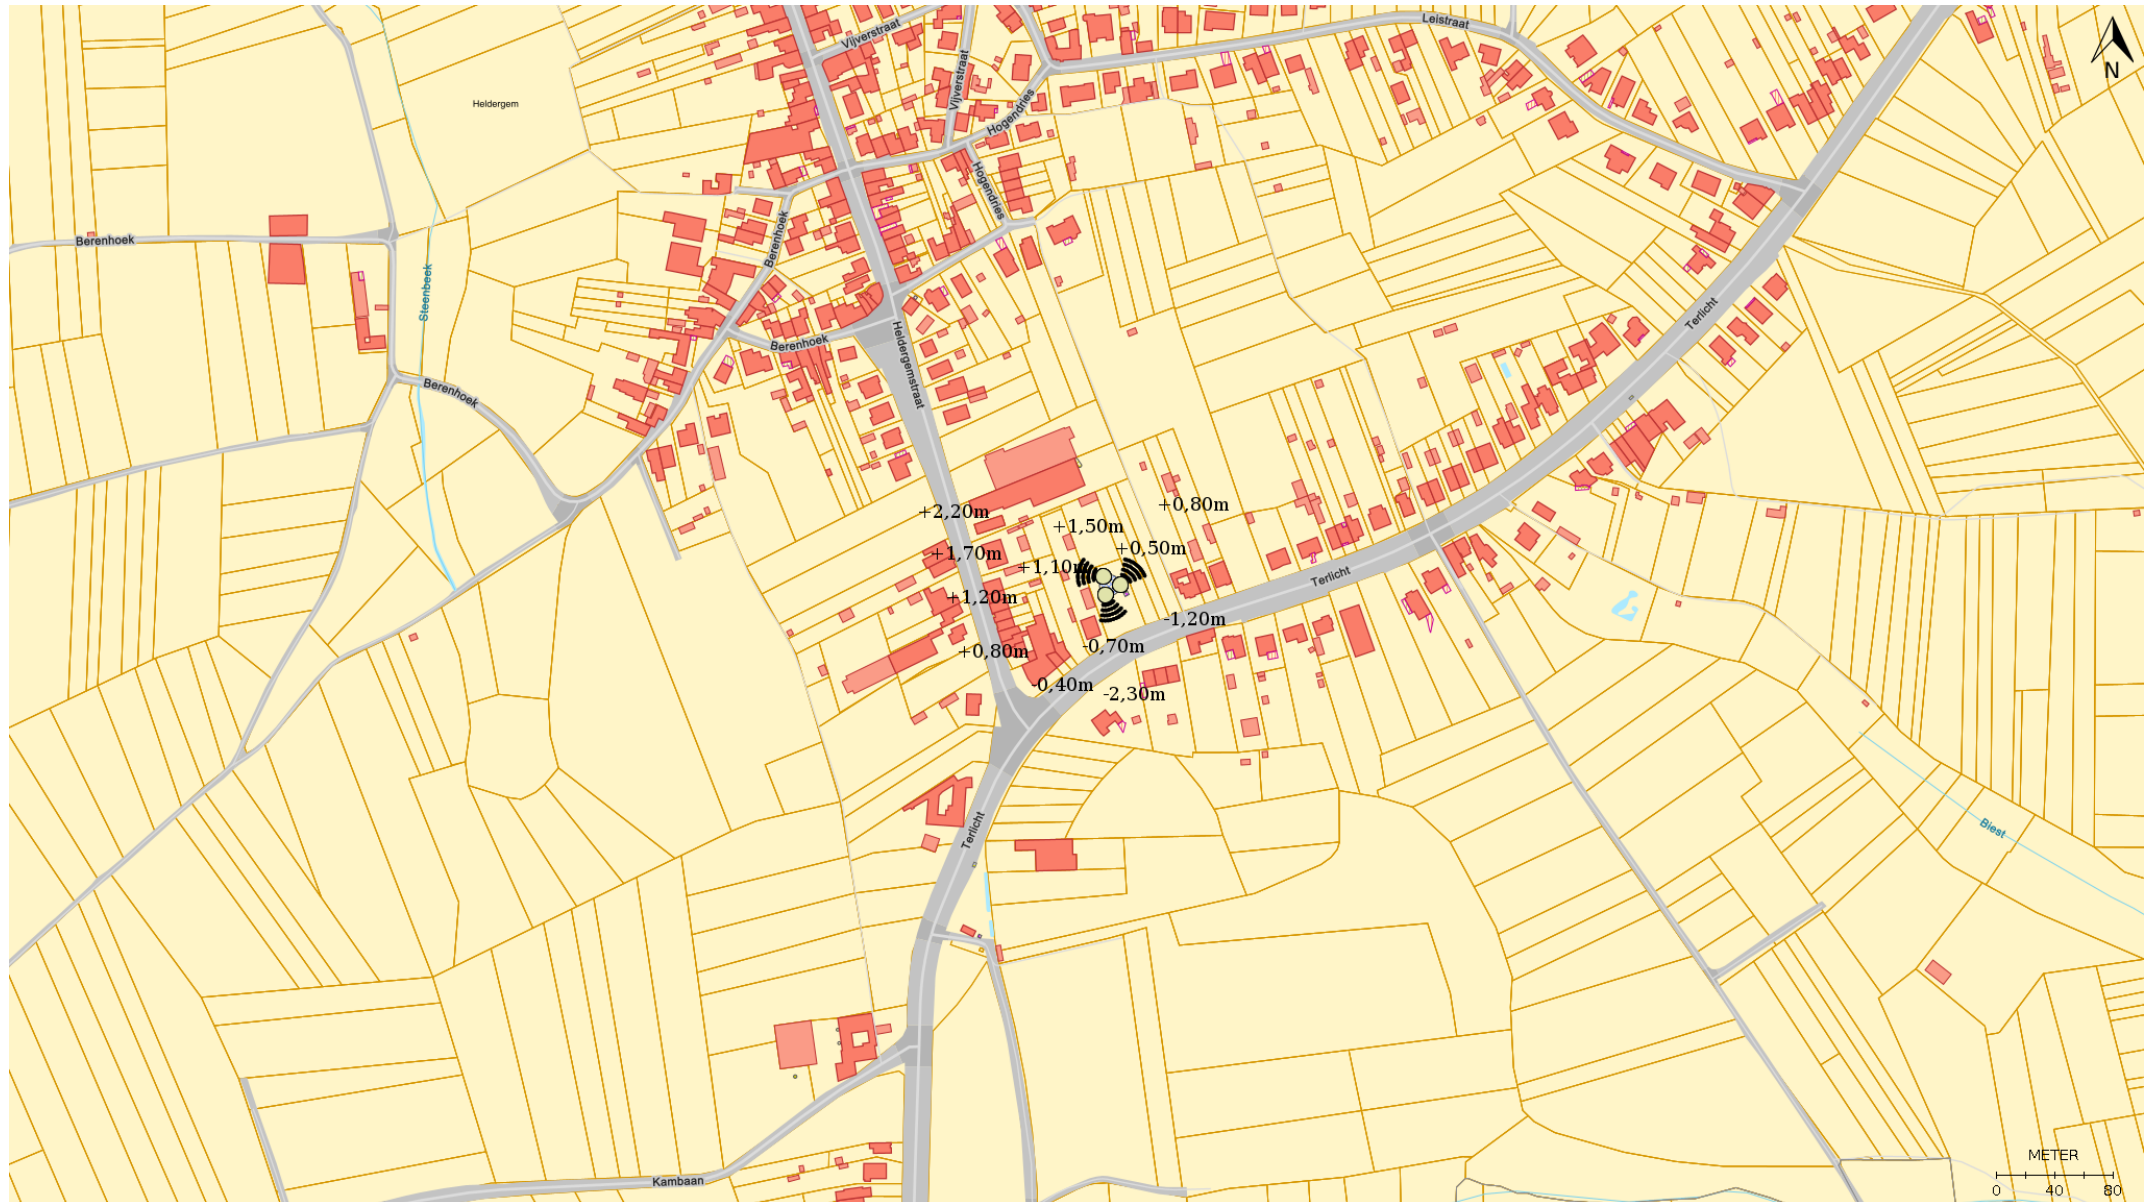 Vijverstraat
Leistraat
N
Vijverstraat
Heldergem
Hogendries
Hogendries
Berenhoek
Berenhoek
Steenbeek
Terlicht
Berenhoek
Heldergemstraat
Berenhoek
+2,20m
+0,80m
+1,50m
+1,70m
+0,50m
+1,10m
Terlicht
+1,20m
-1,20m
+0,80m
-0,70m
-0,40m
-2,30m
Terlicht
Biest
METER
0 40 80
Kambaan